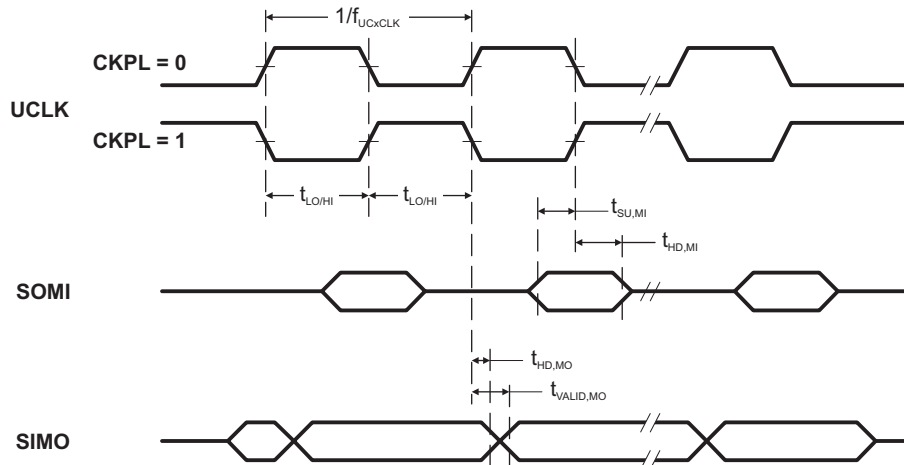 1/fUCxCLK
CKPL = 0
UCLK
CKPL = 1
tLO/HI tLO/HI
tSU,MI
tHD,MI
SOMI
tHD,MO
tVALID,MO
SIMO